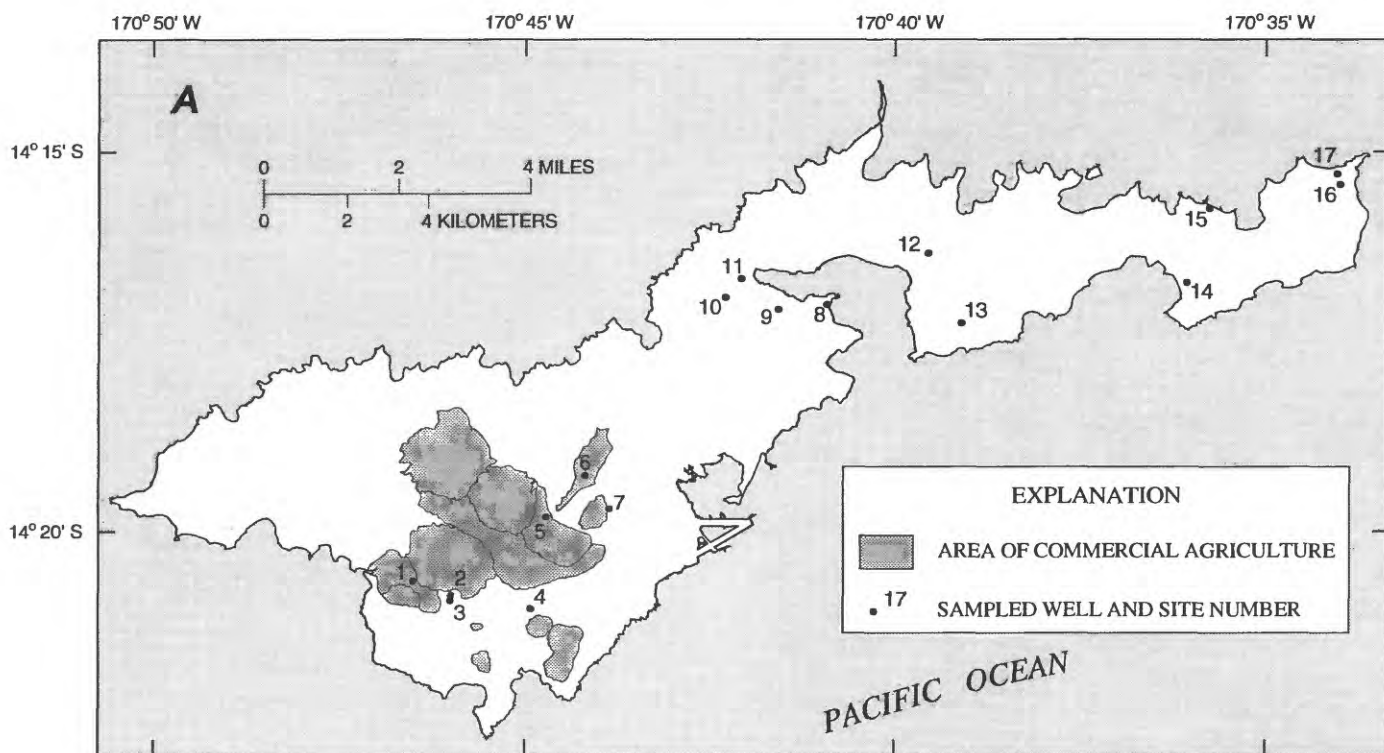 170° 50' W 170° 45' W 170° 40' W 170° 35' W
A
14° 15' S
0 2 4 MILES
0 2 4 KILOMETERS
17
16
15
12
11
14
10
9 8 13
6
7
5
14° 20' S
1 2
3 4
EXPLANATION
AREA OF COMMERCIAL AGRICULTURE
17 SAMPLED WELL AND SITE NUMBER
PACIFIC OCEAN